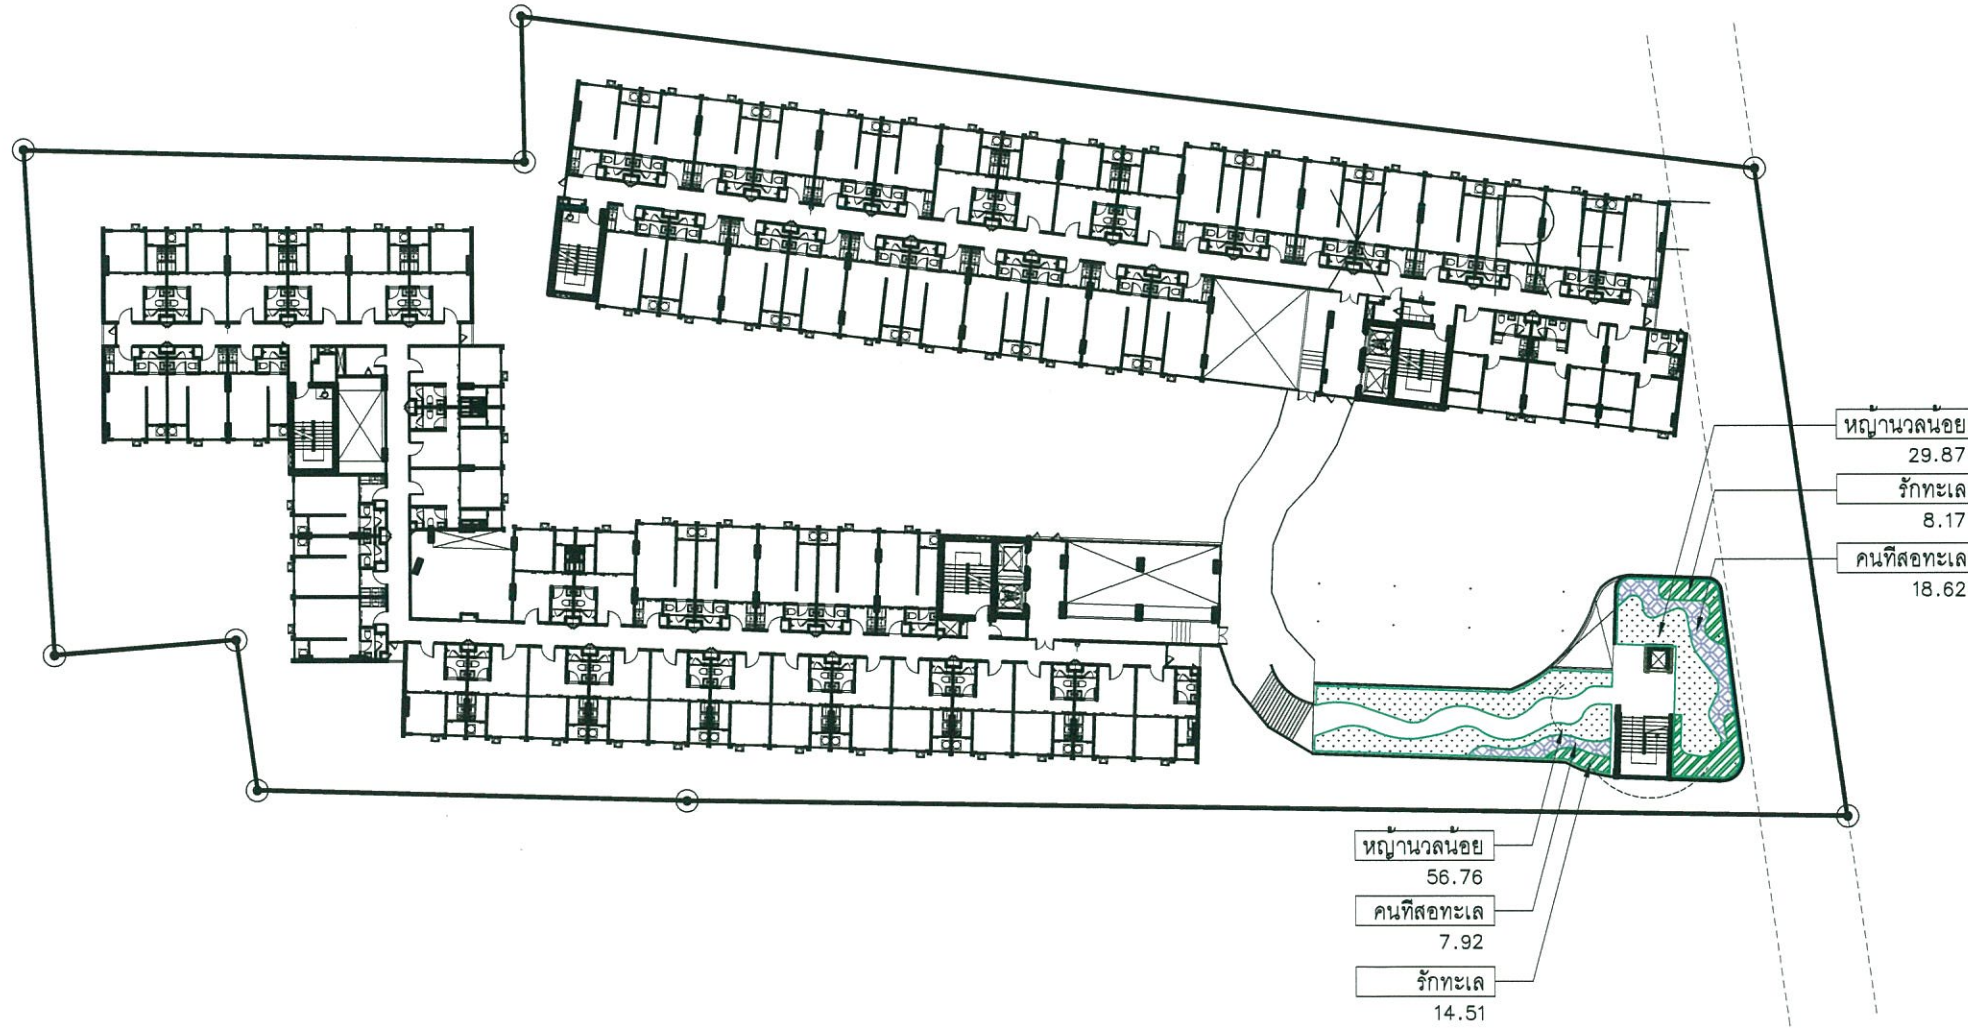 หญ้านวลน้อย
29.87
รักทะเล
8.17
คนทีสอทะเล
18.62
หญ้านวลน้อย
56.76
คนทีสอทะเล
7.92
รักทะเล
14.51